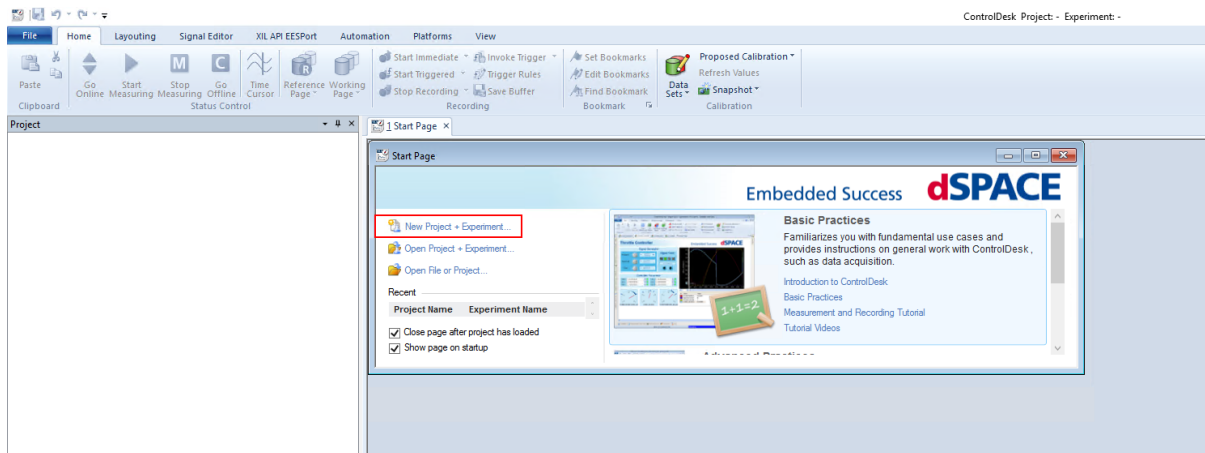 ControlDesk Project: - Experiment: -
File Home Layouting Signal Editor XIL API EESPort Automation Platforms View
Paste
Go Online
Start Measuring
Stop Measuring
Go Offline
Time Cursor
Reference Page
Working Page
Start Immediate
Start Triggered
Stop Recording
Invoke Trigger
Trigger Rules
Save Buffer
Set Bookmarks
Edit Bookmarks
Find Bookmark
Data Sets
Proposed Calibration
Refresh Values
Snapshot
Clipboard Status Control Recording Bookmark Calibration
Project
1 Start Page
Start Page
Embedded Success dSPACE
New Project + Experiment...
Open Project + Experiment...
Open File or Project...
Recent
Project Name Experiment Name
Close page after project has loaded
Show page on startup
1+1=2
Basic Practices
Familiarizes you with fundamental use cases and
provides instructions on general work with ControlDesk,
such as data acquisition.
Introduction to ControlDesk
Basic Practices
Measurement and Recording Tutorial
Tutorial Videos